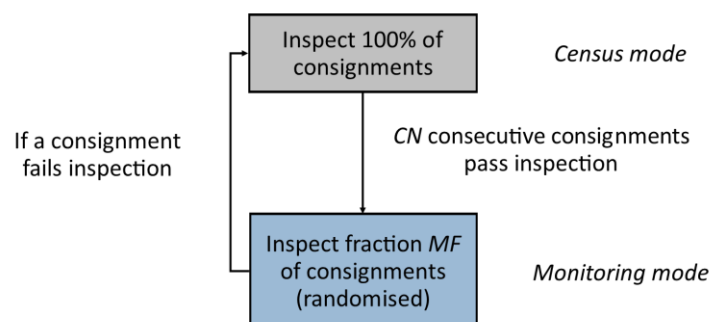 Inspect 100% of
consignments
Census mode
If a consignment
fails inspection
CN consecutive consignments
pass inspection
Inspect fraction MF
of consignments
(randomised)
Monitoring mode